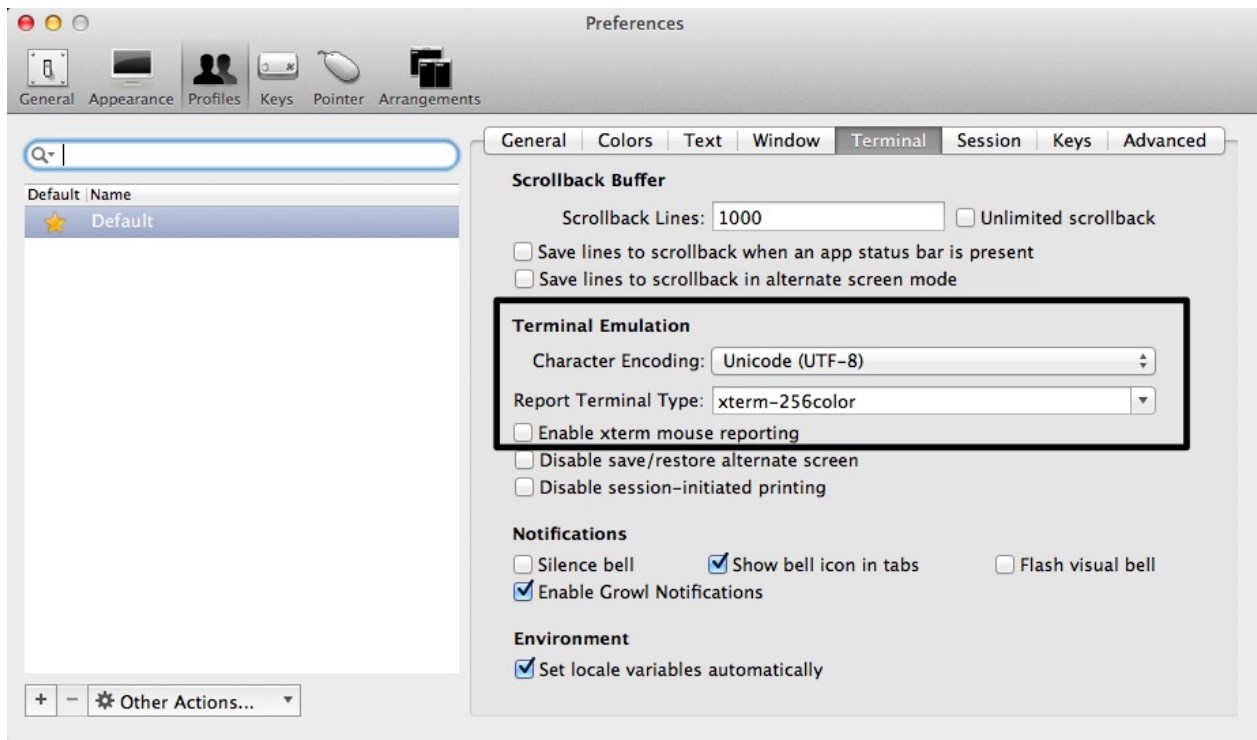 Preferences
General Appearance Profiles Keys Pointer Arrangements
Default Name
Default
+ - Other Actions...
General Colors Text Window Terminal Session Keys Advanced
Scrollback Buffer
Scrollback Lines: 1000 Unlimited scrollback
Save lines to scrollback when an app status bar is present
Save lines to scrollback in alternate screen mode
Terminal Emulation
Character Encoding: Unicode (UTF-8)
Report Terminal Type: xterm-256color
Enable xterm mouse reporting
Disable save/restore alternate screen
Disable session-initiated printing
Notifications
Silence bell Show bell icon in tabs Flash visual bell
Enable Growl Notifications
Environment
Set locale variables automatically